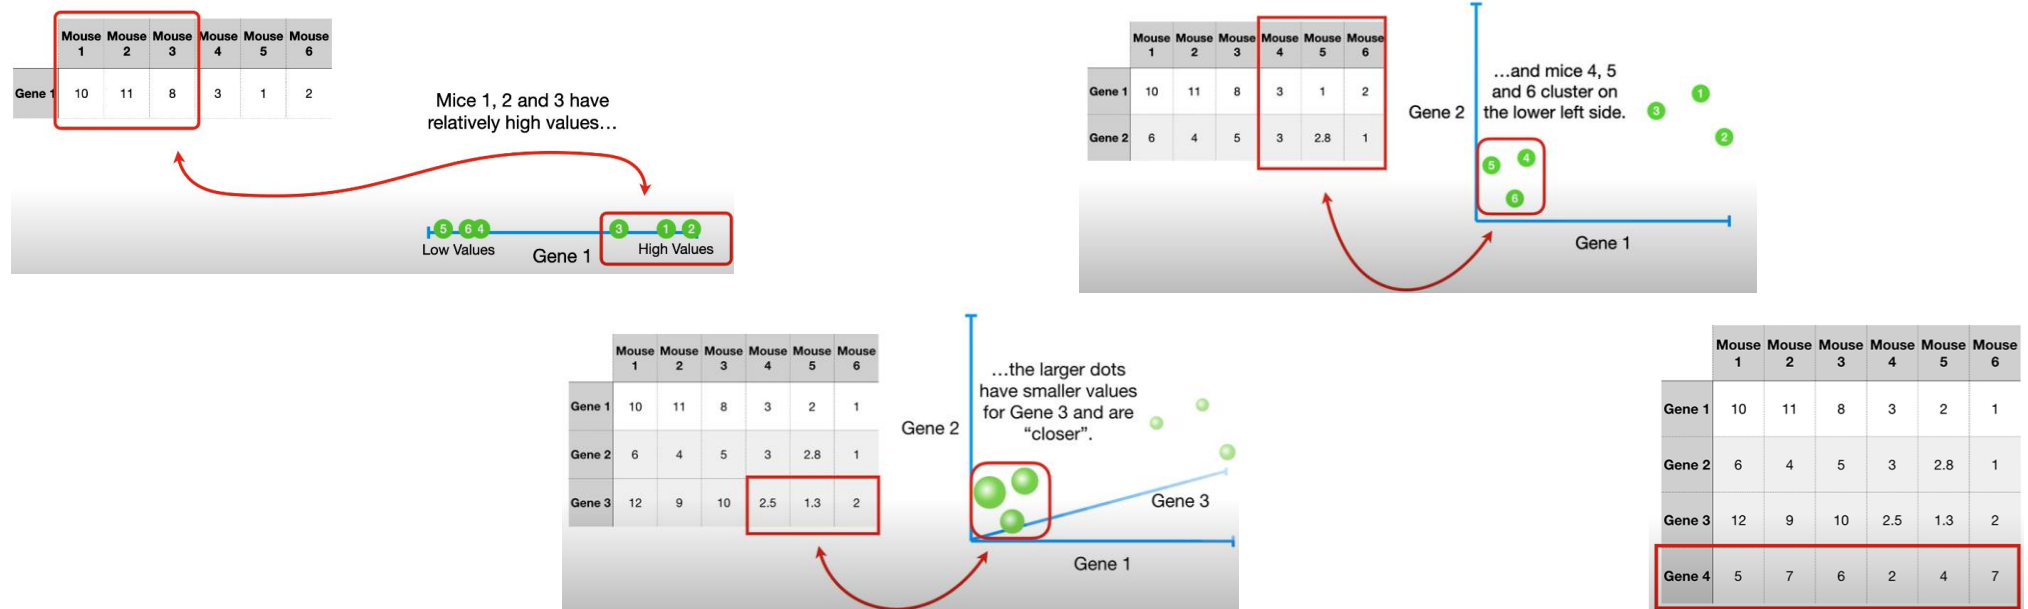 Mouse 1 Mouse 2 Mouse 3 Mouse 4 Mouse 5 Mouse 6
Gene 1 10 11 8 3 1 2
Mice 1, 2 and 3 have
relatively high values…
5 6 4 3 1 2
Low Values Gene 1 High Values
Mouse 1 Mouse 2 Mouse 3 Mouse 4 Mouse 5 Mouse 6
Gene 1 10 11 8 3 1 2
Gene 2 6 4 5 3 2.8 1
…and mice 4, 5
and 6 cluster on
the lower left side.
Gene 2
1
3
2
4
5
6
Gene 1
Mouse 1 Mouse 2 Mouse 3 Mouse 4 Mouse 5 Mouse 6
Gene 1 10 11 8 3 2 1
Gene 2 6 4 5 3 2.8 1
Gene 3 12 9 10 2.5 1.3 2
…the larger dots
have smaller values
for Gene 3 and are
“closer”.
Gene 2
Gene 3
Gene 1
Mouse 1 Mouse 2 Mouse 3 Mouse 4 Mouse 5 Mouse 6
Gene 1 10 11 8 3 2 1
Gene 2 6 4 5 3 2.8 1
Gene 3 12 9 10 2.5 1.3 2
Gene 4 5 7 6 2 4 7